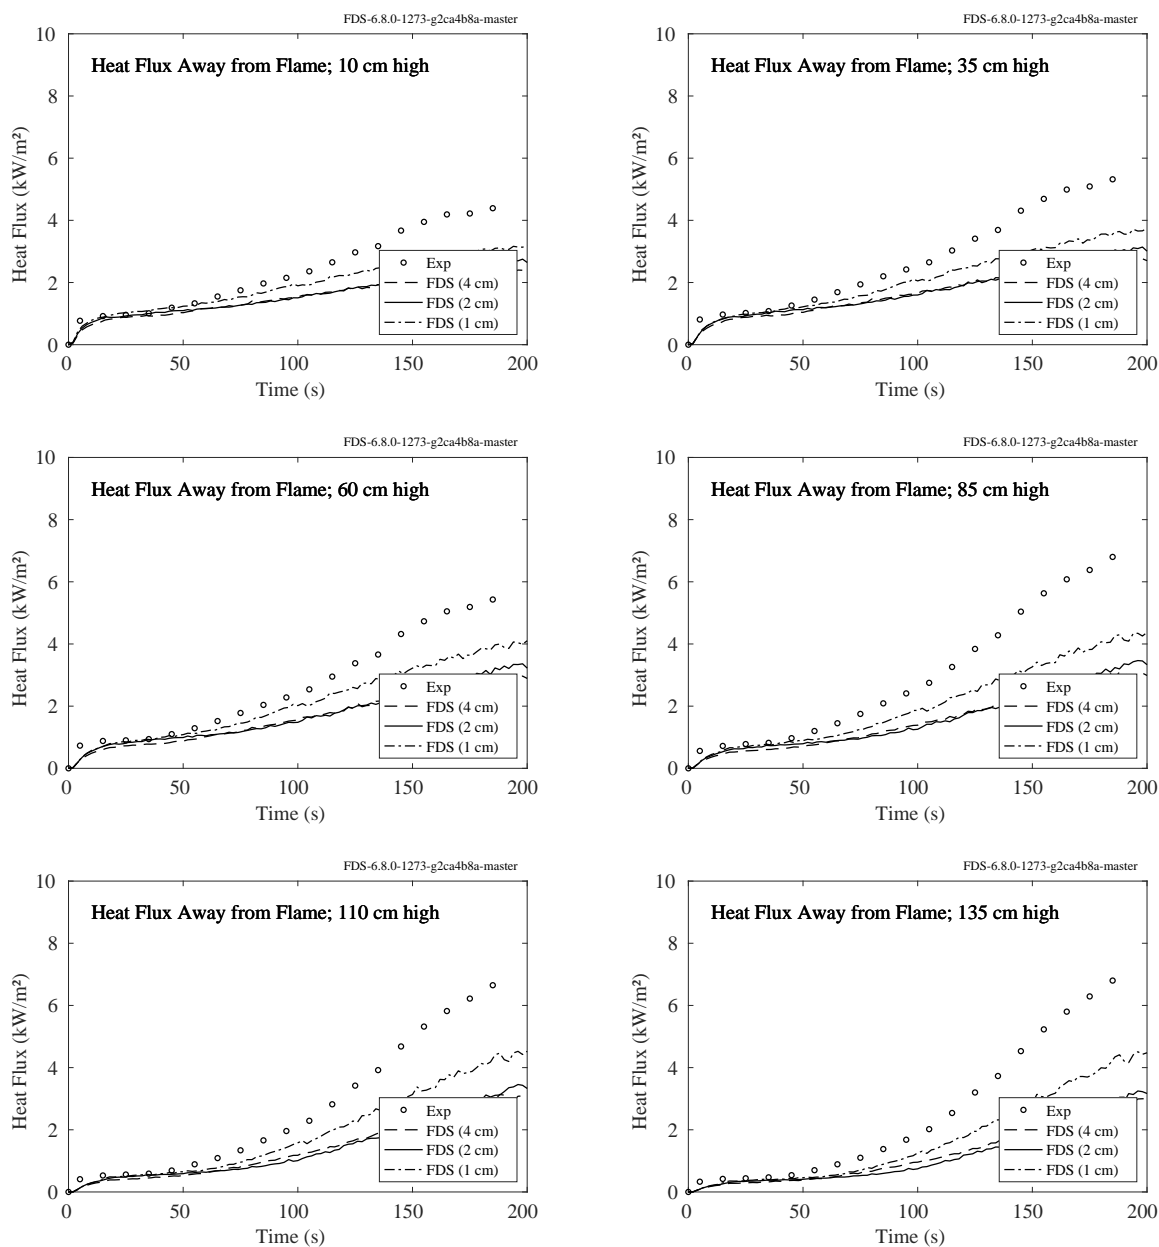 FDS-6.8.0-1273-g2ca4b8a-master
Heat Flux Away from Flame; 10 cm high
10
8
6
4
2
0
Heat Flux (kW/m²)
Exp
FDS (4 cm)
FDS (2 cm)
FDS (1 cm)
0 50 100 150 200
Time (s)
FDS-6.8.0-1273-g2ca4b8a-master
Heat Flux Away from Flame; 35 cm high
10
8
6
4
2
0
Heat Flux (kW/m²)
Exp
FDS (4 cm)
FDS (2 cm)
FDS (1 cm)
0 50 100 150 200
Time (s)
FDS-6.8.0-1273-g2ca4b8a-master
Heat Flux Away from Flame; 60 cm high
10
8
6
4
2
0
Heat Flux (kW/m²)
Exp
FDS (4 cm)
FDS (2 cm)
FDS (1 cm)
0 50 100 150 200
Time (s)
FDS-6.8.0-1273-g2ca4b8a-master
Heat Flux Away from Flame; 85 cm high
10
8
6
4
2
0
Heat Flux (kW/m²)
Exp
FDS (4 cm)
FDS (2 cm)
FDS (1 cm)
0 50 100 150 200
Time (s)
FDS-6.8.0-1273-g2ca4b8a-master
Heat Flux Away from Flame; 110 cm high
10
8
6
4
2
0
Heat Flux (kW/m²)
Exp
FDS (4 cm)
FDS (2 cm)
FDS (1 cm)
0 50 100 150 200
Time (s)
FDS-6.8.0-1273-g2ca4b8a-master
Heat Flux Away from Flame; 135 cm high
10
8
6
4
2
0
Heat Flux (kW/m²)
Exp
FDS (4 cm)
FDS (2 cm)
FDS (1 cm)
0 50 100 150 200
Time (s)